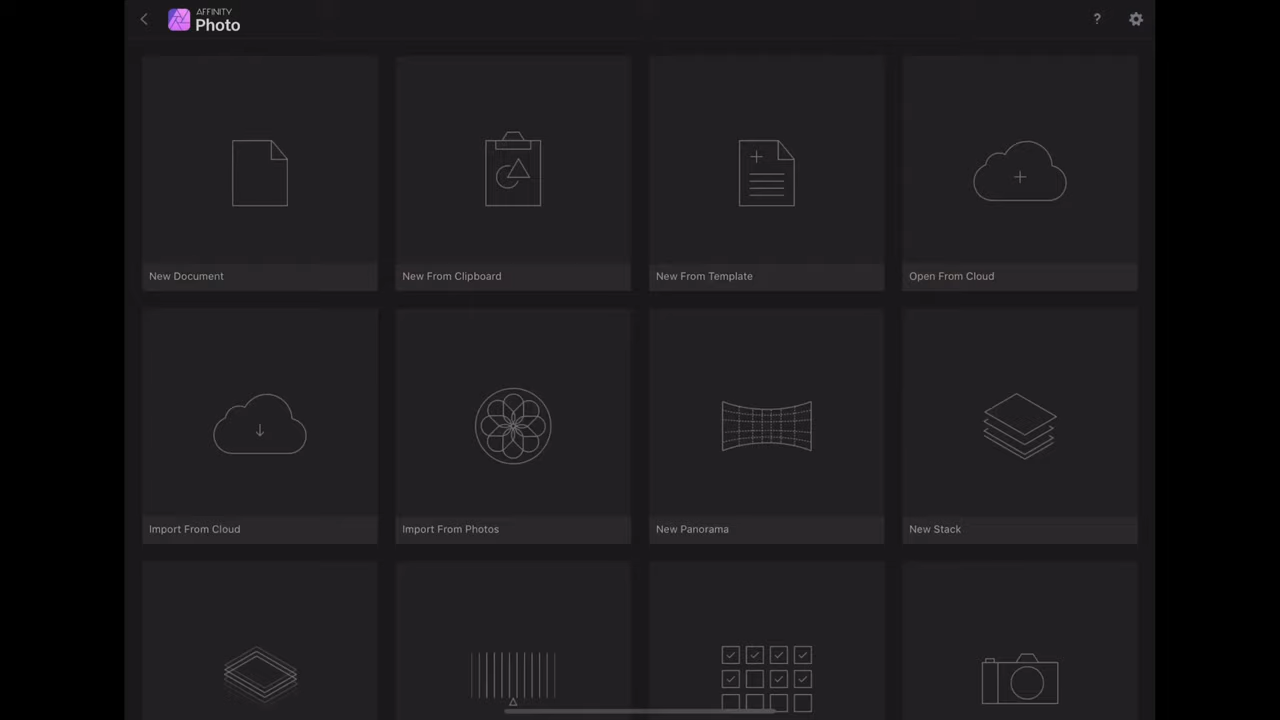 AFFINITY
Photo
?
New Document
New From Clipboard
New From Template
Open From Cloud
Import From Cloud
Import From Photos
New Panorama
New Stack